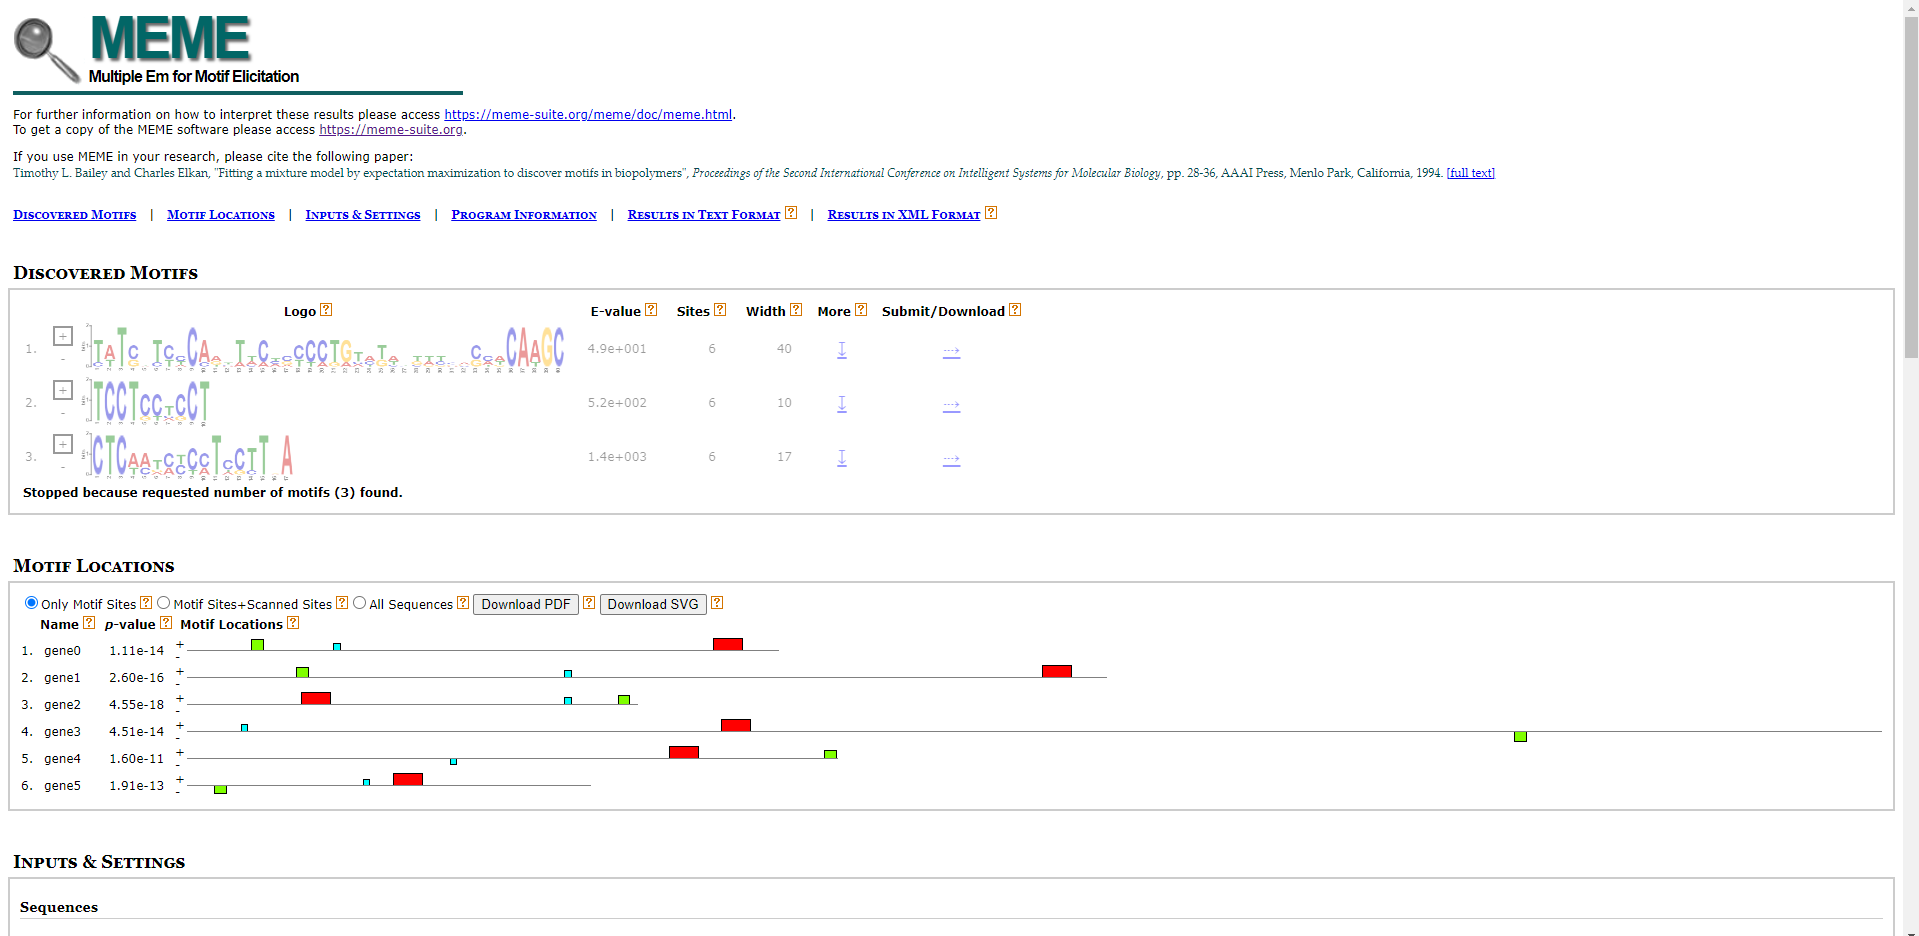 MEME
Multiple Em for Motif Elicitation
For further information on how to interpret these results please access https://meme-suite.org/meme/doc/meme.html.
To get a copy of the MEME software please access https://meme-suite.org.
If you use MEME in your research, please cite the following paper:
Timothy L. Bailey and Charles Elkan, "Fitting a mixture model by expectation maximization to discover motifs in biopolymers", Proceedings of the Second International Conference on Intelligent Systems for Molecular Biology, pp. 28-36, AAAI Press, Menlo Park, California, 1994. [full text]
Discovered Motifs | Motif Locations | Inputs & Settings | Program Information | Results in Text Format ? | Results in XML Format ?
Discovered Motifs
Logo ? E-value ? Sites ? Width ? More ? Submit/Download ?
1. + - 4.9e+001 6 40 ↧ ⇢
2. + - TCCTCCTCCT 5.2e+002 6 10 ↧ ⇢
3. + - 1.4e+003 6 17 ↧ ⇢
Stopped because requested number of motifs (3) found.
Motif Locations
Only Motif Sites ? Motif Sites+Scanned Sites ? All Sequences ? Download PDF ? Download SVG ?
Name ? p-value ? Motif Locations ?
1. gene0 1.11e-14 + -
2. gene1 2.60e-16 + -
3. gene2 4.55e-18 + -
4. gene3 4.51e-14 + -
5. gene4 1.60e-11 + -
6. gene5 1.91e-13 + -
Inputs & Settings
Sequences